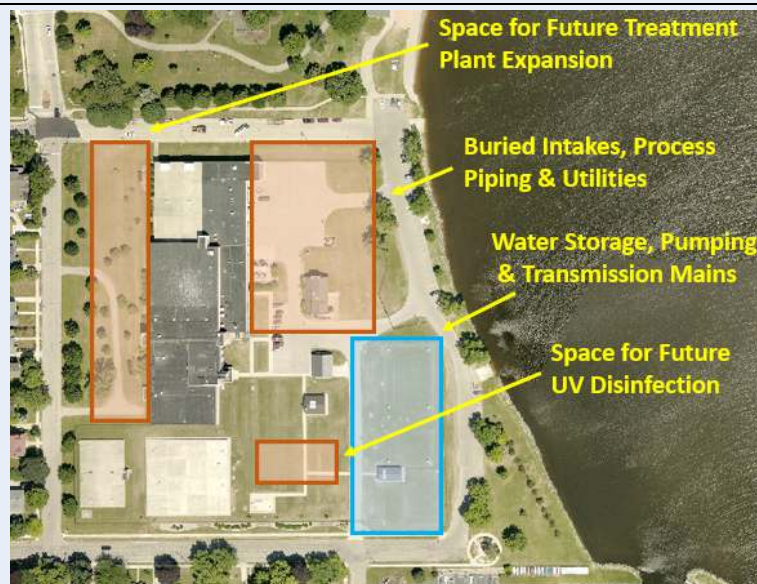 Space for Future Treatment
Plant Expansion
Buried Intakes, Process
Piping & Utilities
Water Storage, Pumping
& Transmission Mains
Space for Future
UV Disinfection